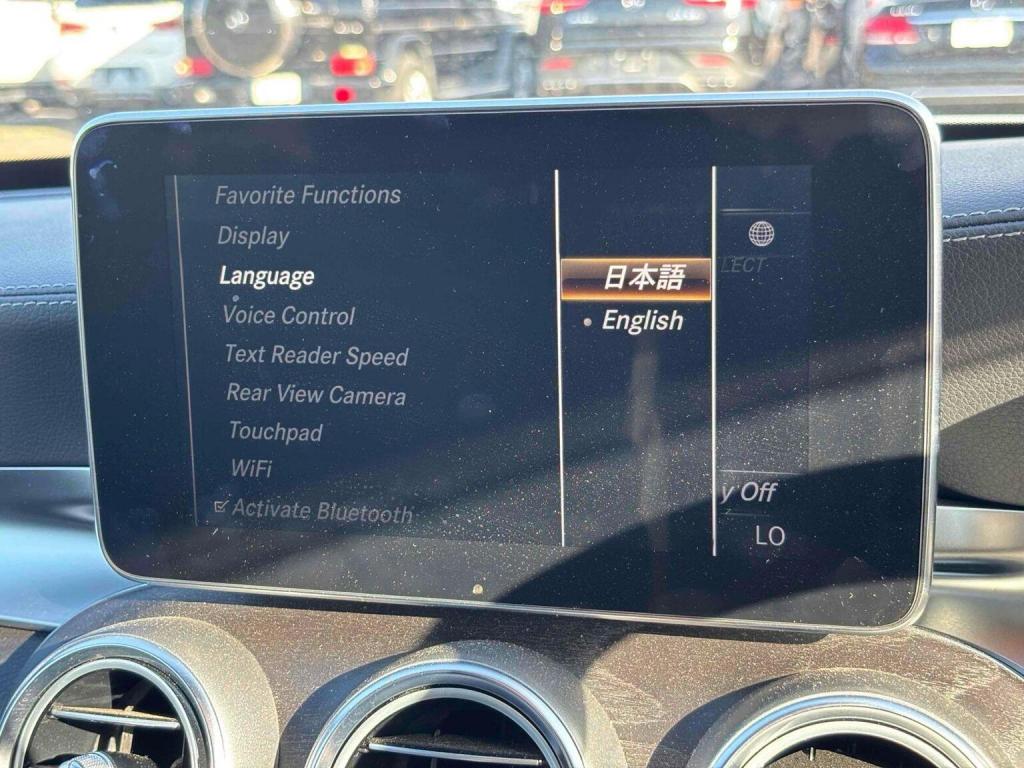 Favorite Functions
Display
Language
Voice Control
Text Reader Speed
Rear View Camera
Touchpad
WiFi
Activate Bluetooth
日本語
English
LECT
y Off
LO